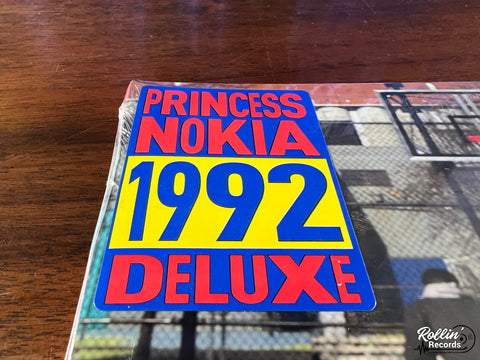 PRINCESS
NOKIA
1992
DELUXE
Rollin'
Records